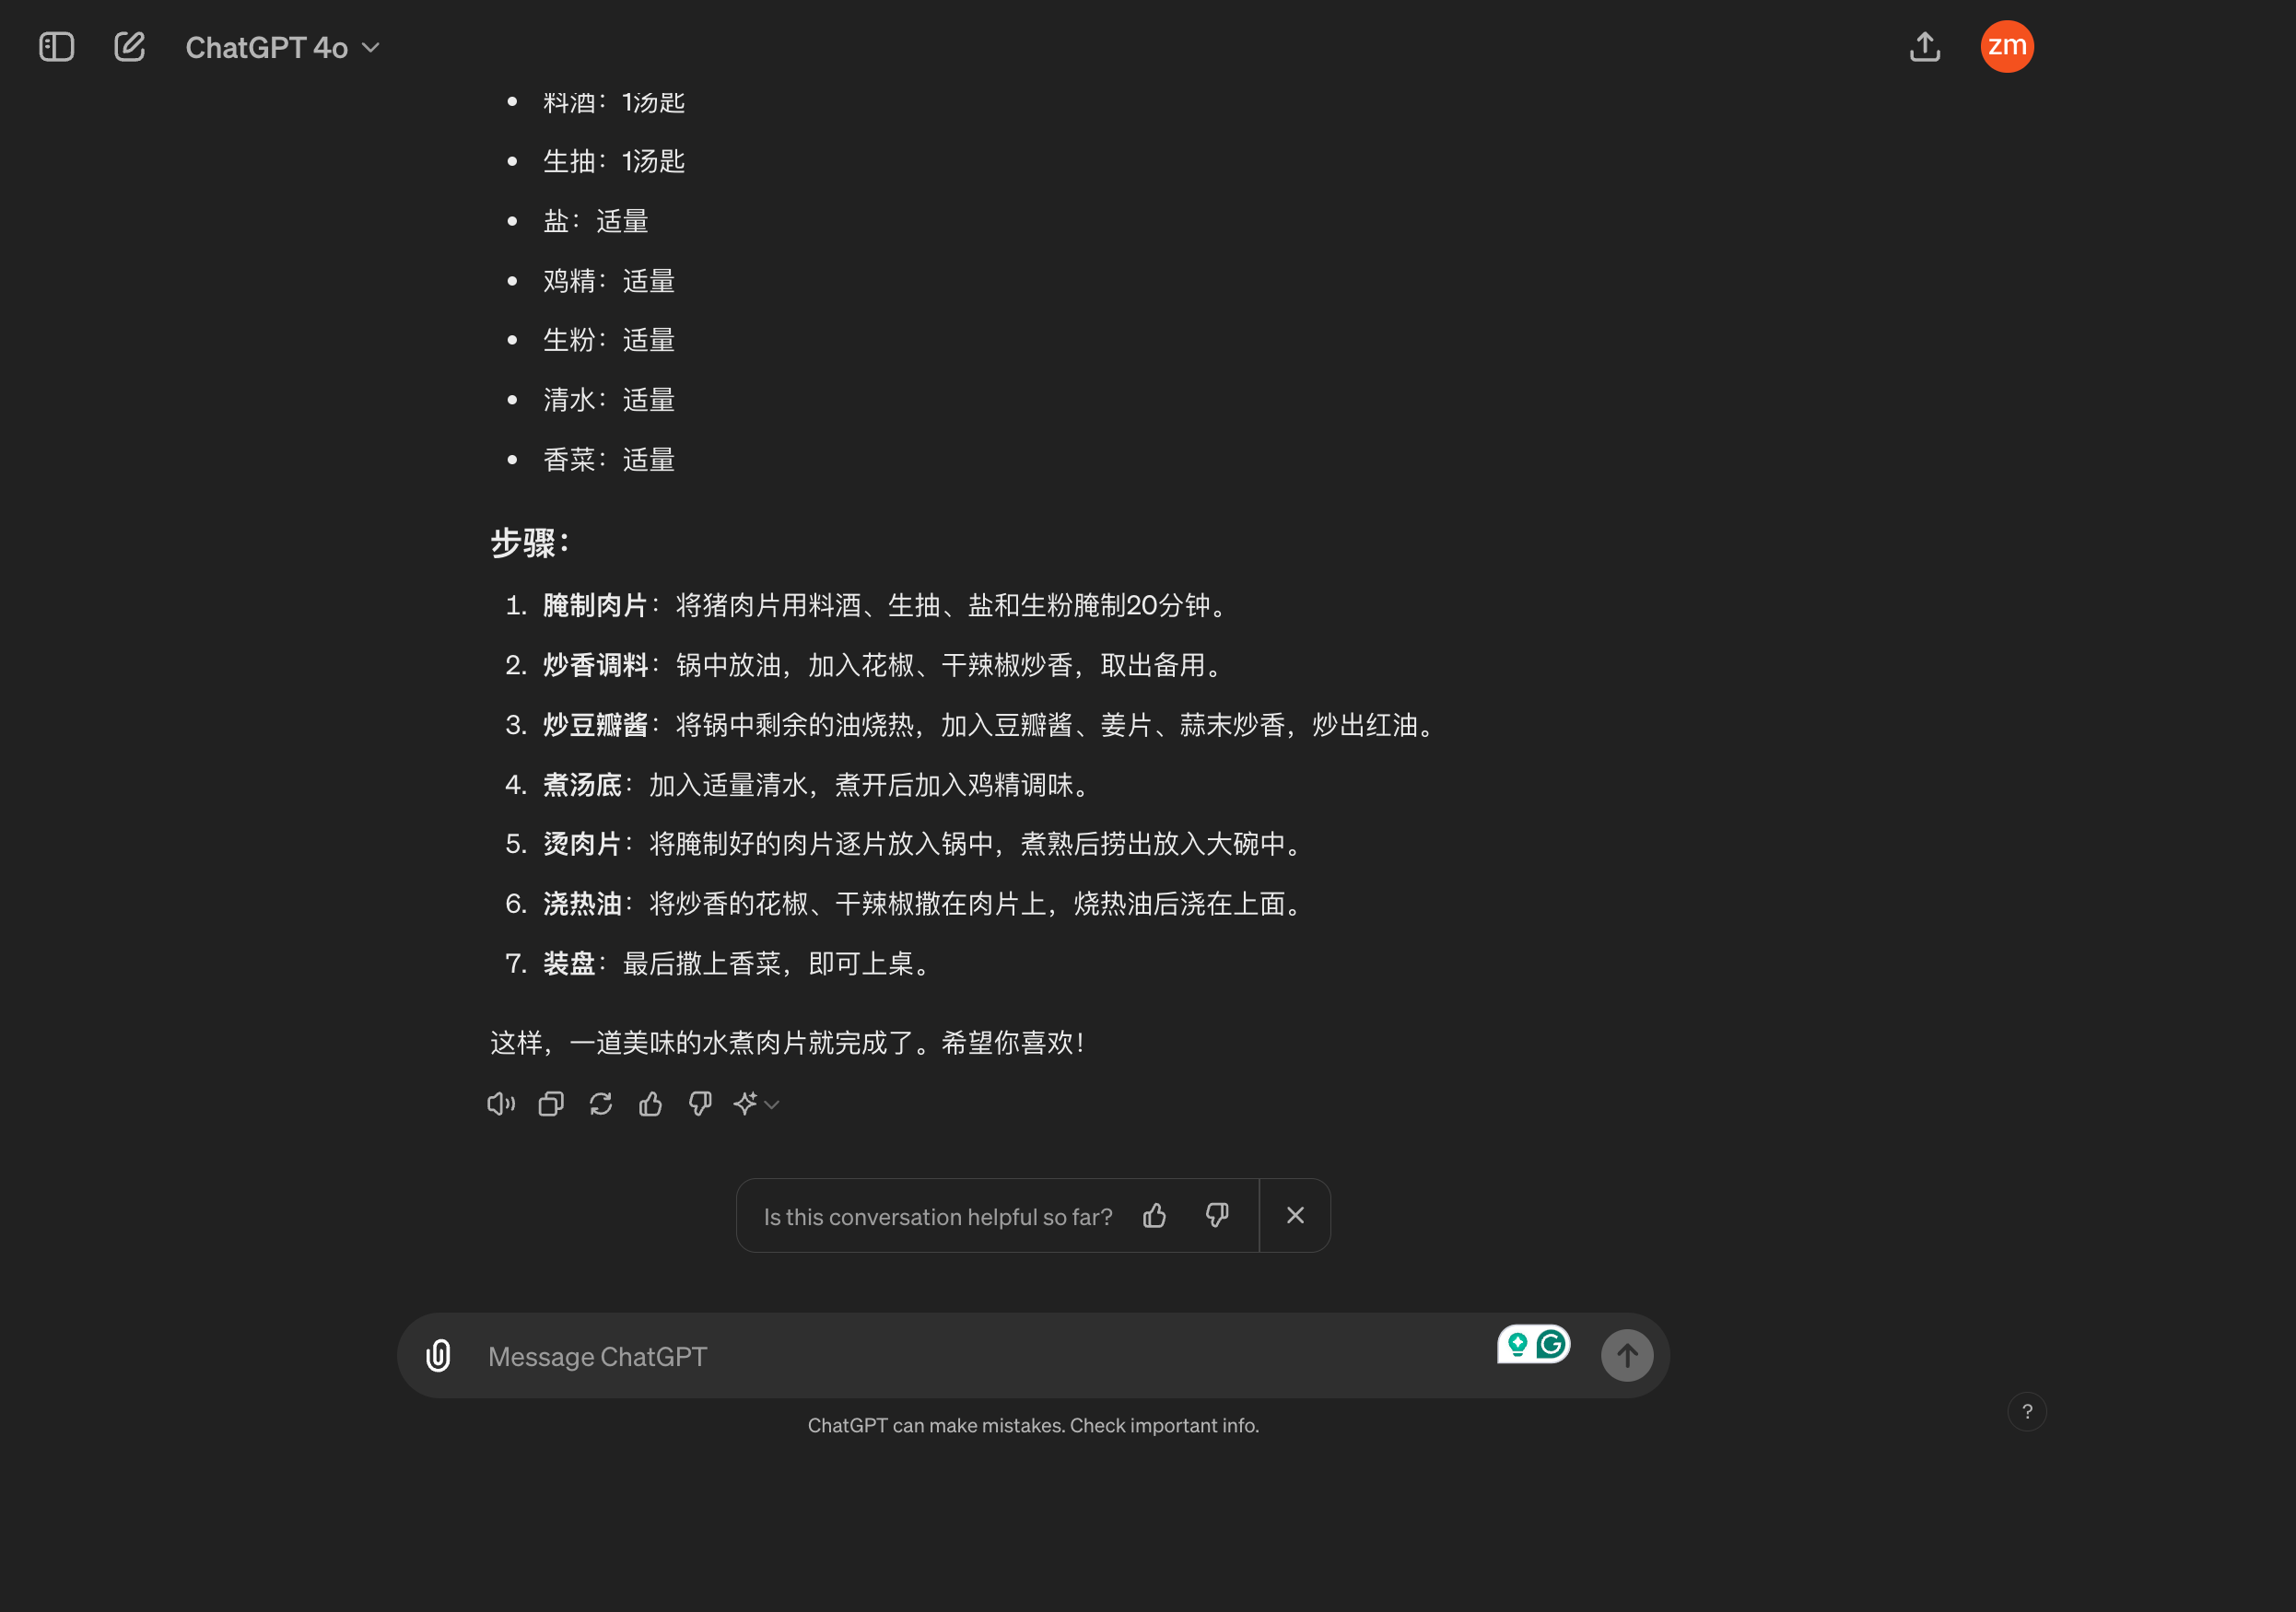 ChatGPT 4o
zm
料酒：1汤匙
生抽：1汤匙
盐：适量
鸡精：适量
生粉：适量
清水：适量
香菜：适量
步骤：
1. 腌制肉片：将猪肉片用料酒、生抽、盐和生粉腌制20分钟。
2. 炒香调料：锅中放油，加入花椒、干辣椒炒香，取出备用。
3. 炒豆瓣酱：将锅中剩余的油烧热，加入豆瓣酱、姜片、蒜末炒香，炒出红油。
4. 煮汤底：加入适量清水，煮开后加入鸡精调味。
5. 烫肉片：将腌制好的肉片逐片放入锅中，煮熟后捞出放入大碗中。
6. 浇热油：将炒香的花椒、干辣椒撒在肉片上，烧热油后浇在上面。
7. 装盘：最后撒上香菜，即可上桌。
这样，一道美味的水煮肉片就完成了。希望你喜欢！
Is this conversation helpful so far?
Message ChatGPT
ChatGPT can make mistakes. Check important info.
?